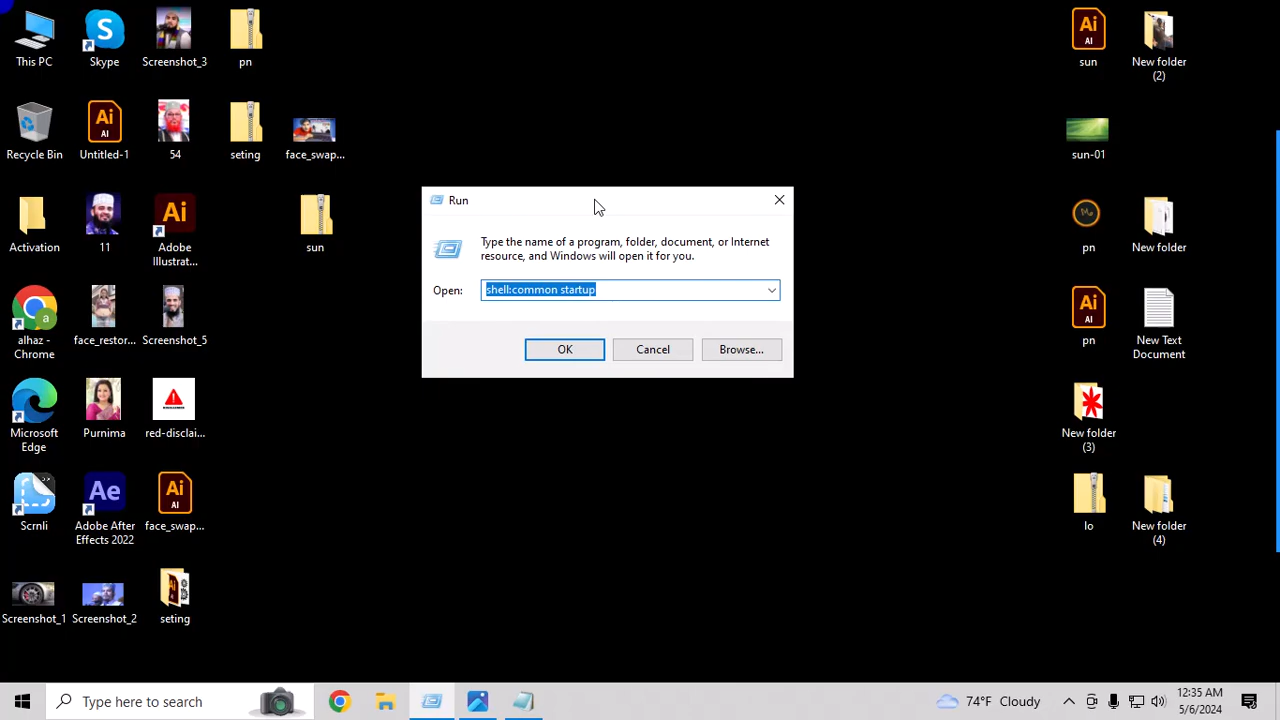 This PC
Skype
Screenshot_3
pn
sun
New folder
(2)
Recycle Bin
Untitled-1
54
seting
face_swap...
sun-01
Activation
11
Adobe
Illustrat...
sun
pn
New folder
alhaz -
Chrome
face_restor...
Screenshot_5
pn
New Text
Document
Microsoft
Edge
Purnima
red-disclai...
New folder
(3)
Scrnli
Adobe After
Effects 2022
face_swap...
lo
New folder
(4)
Screenshot_1
Screenshot_2
seting
Run
Type the name of a program, folder, document, or Internet
resource, and Windows will open it for you.
Open:
shell:common startup
OK
Cancel
Browse...
Type here to search
74°F Cloudy
12:35 AM
5/6/2024